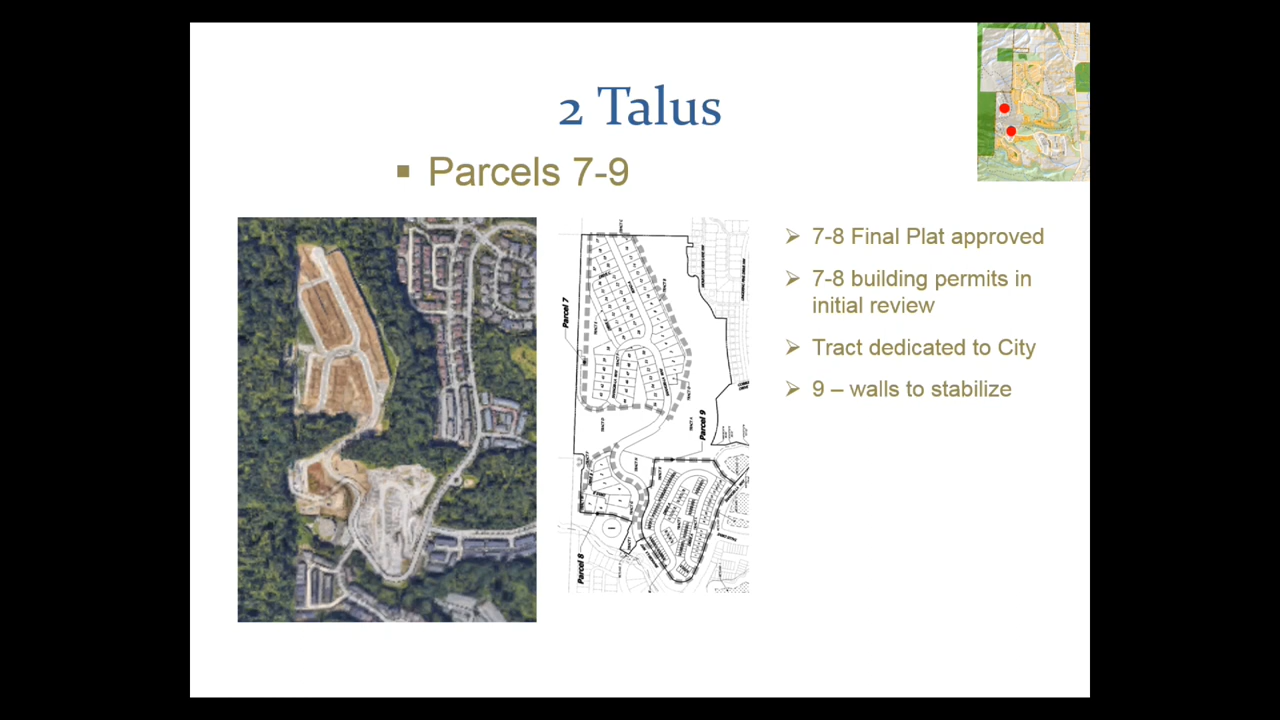 2 Talus
▪ Parcels 7-9
➢ 7-8 Final Plat approved
➢ 7-8 building permits in
initial review
➢ Tract dedicated to City
➢ 9 – walls to stabilize
Parcel 7
Parcel 9
Parcel 8